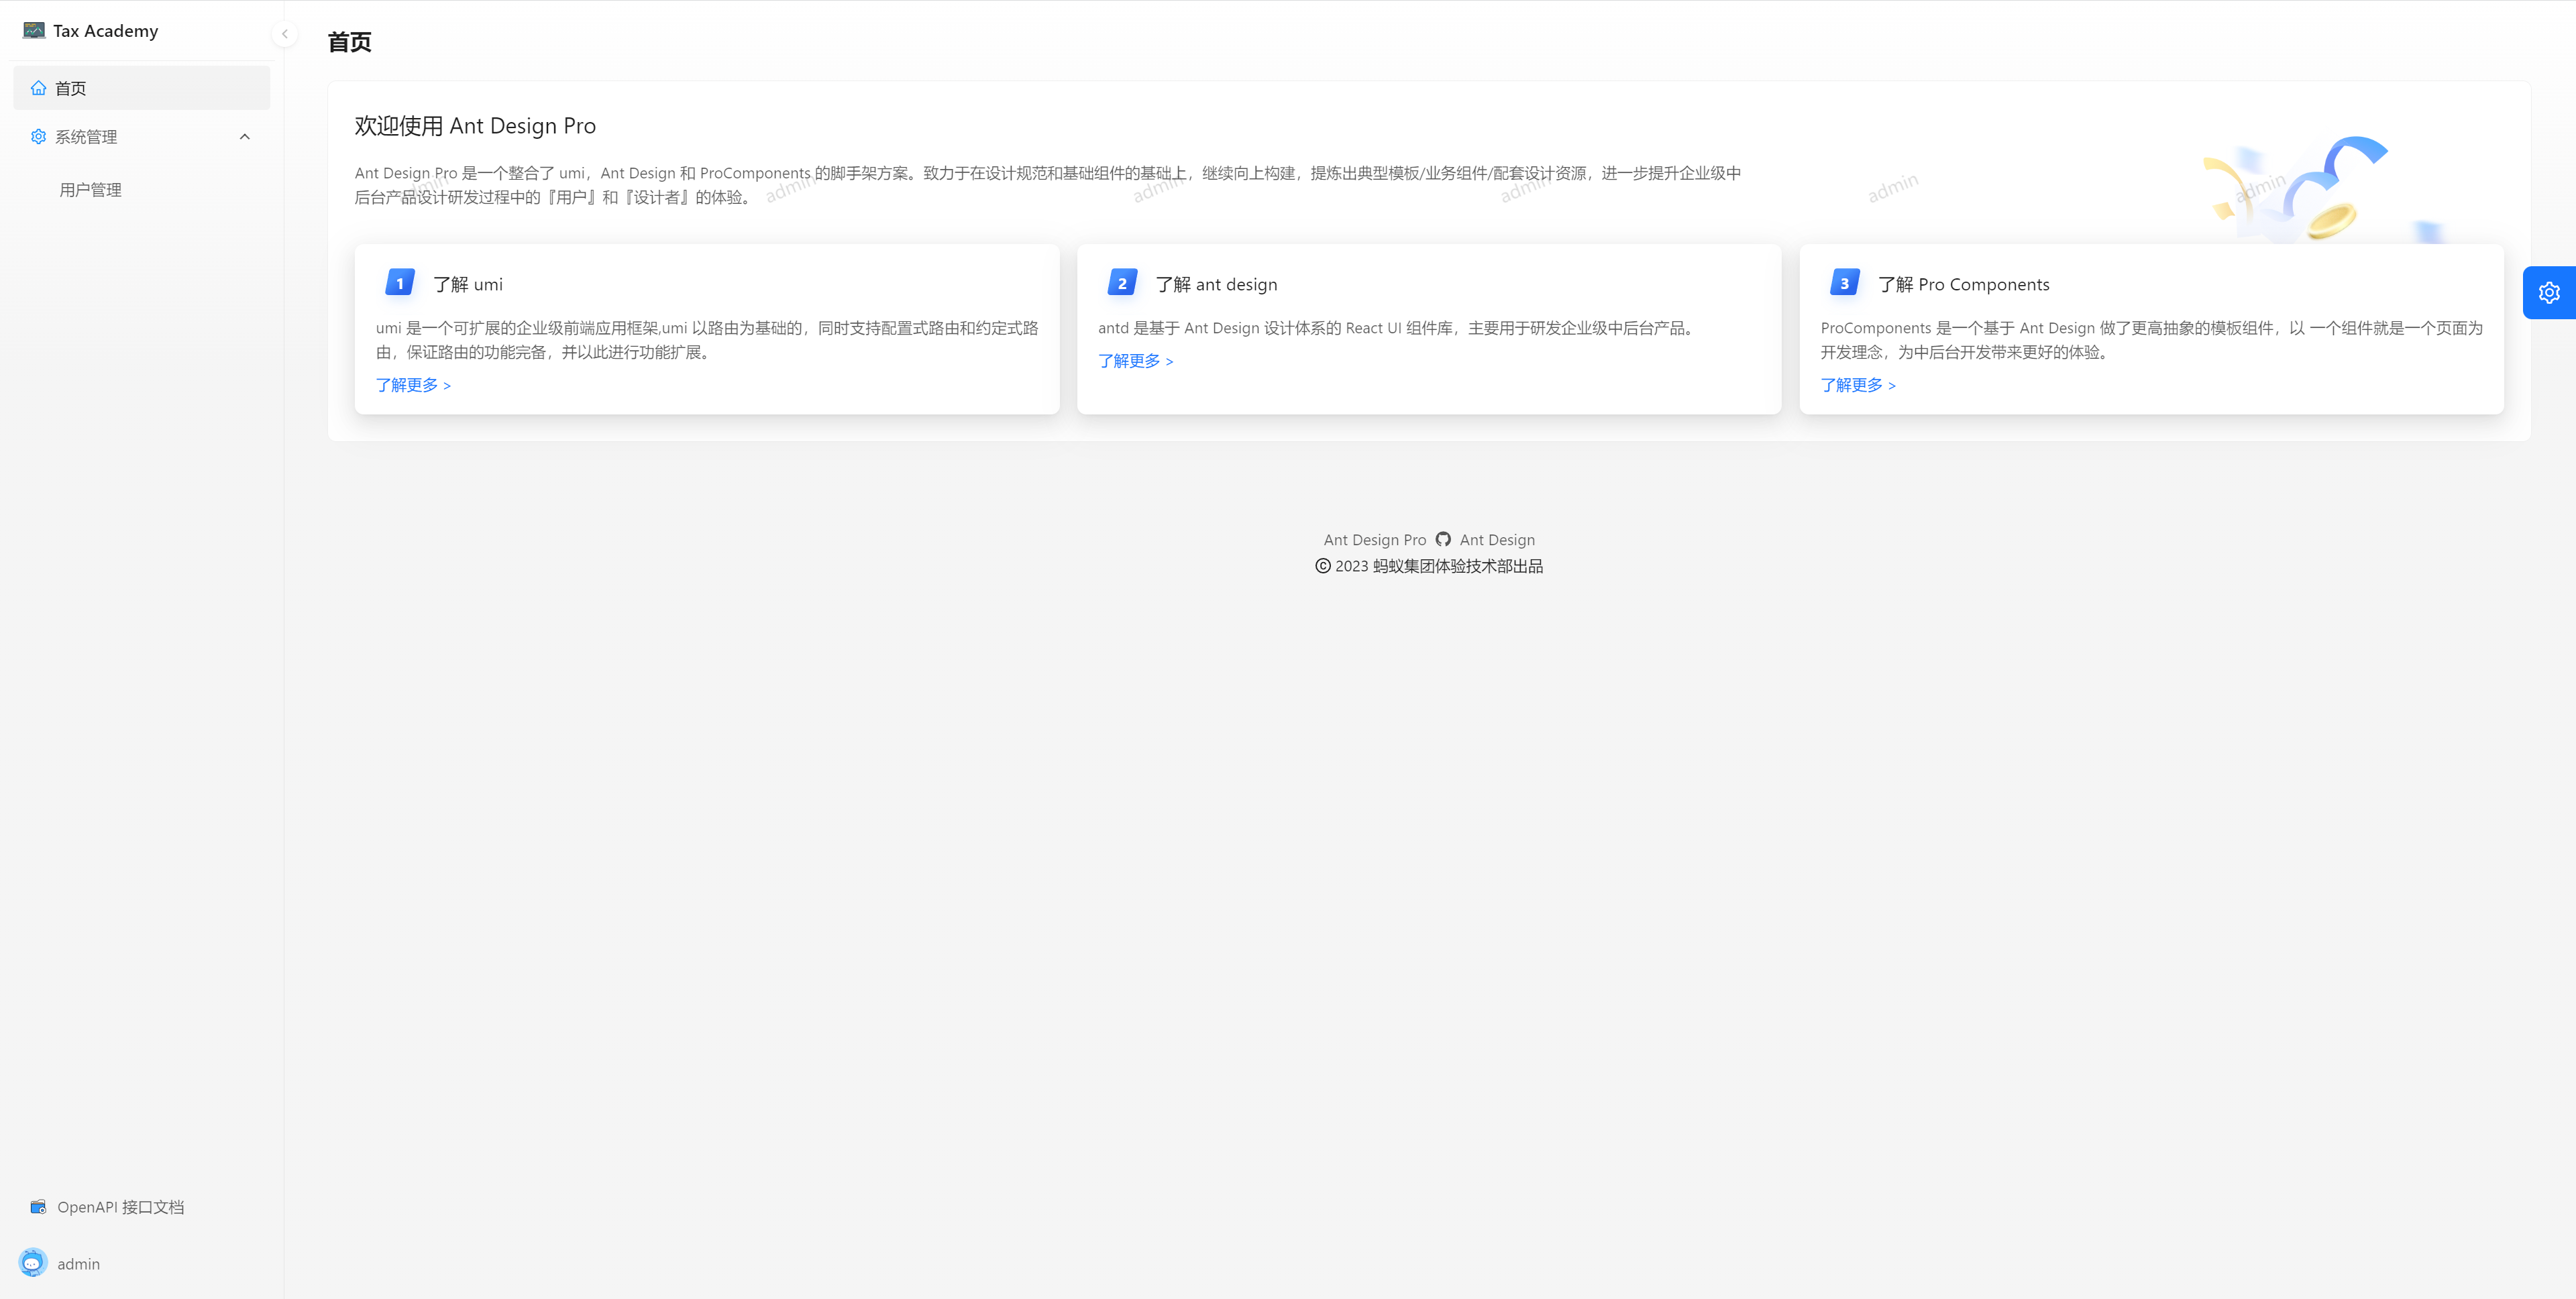 Tax Academy
首页
系统管理
用户管理
OpenAPI 接口文档
admin
首页
欢迎使用 Ant Design Pro
Ant Design Pro 是一个整合了 umi，Ant Design 和 ProComponents 的脚手架方案。致力于在设计规范和基础组件的基础上，继续向上构建，提炼出典型模板/业务组件/配套设计资源，进一步提升企业级中
后台产品设计研发过程中的『用户』和『设计者』的体验。
admin admin admin admin admin admin
1 了解 umi
umi 是一个可扩展的企业级前端应用框架,umi 以路由为基础的，同时支持配置式路由和约定式路
由，保证路由的功能完备，并以此进行功能扩展。
了解更多 >
2 了解 ant design
antd 是基于 Ant Design 设计体系的 React UI 组件库，主要用于研发企业级中后台产品。
了解更多 >
3 了解 Pro Components
ProComponents 是一个基于 Ant Design 做了更高抽象的模板组件，以 一个组件就是一个页面为
开发理念，为中后台开发带来更好的体验。
了解更多 >
Ant Design Pro Ant Design
© 2023 蚂蚁集团体验技术部出品